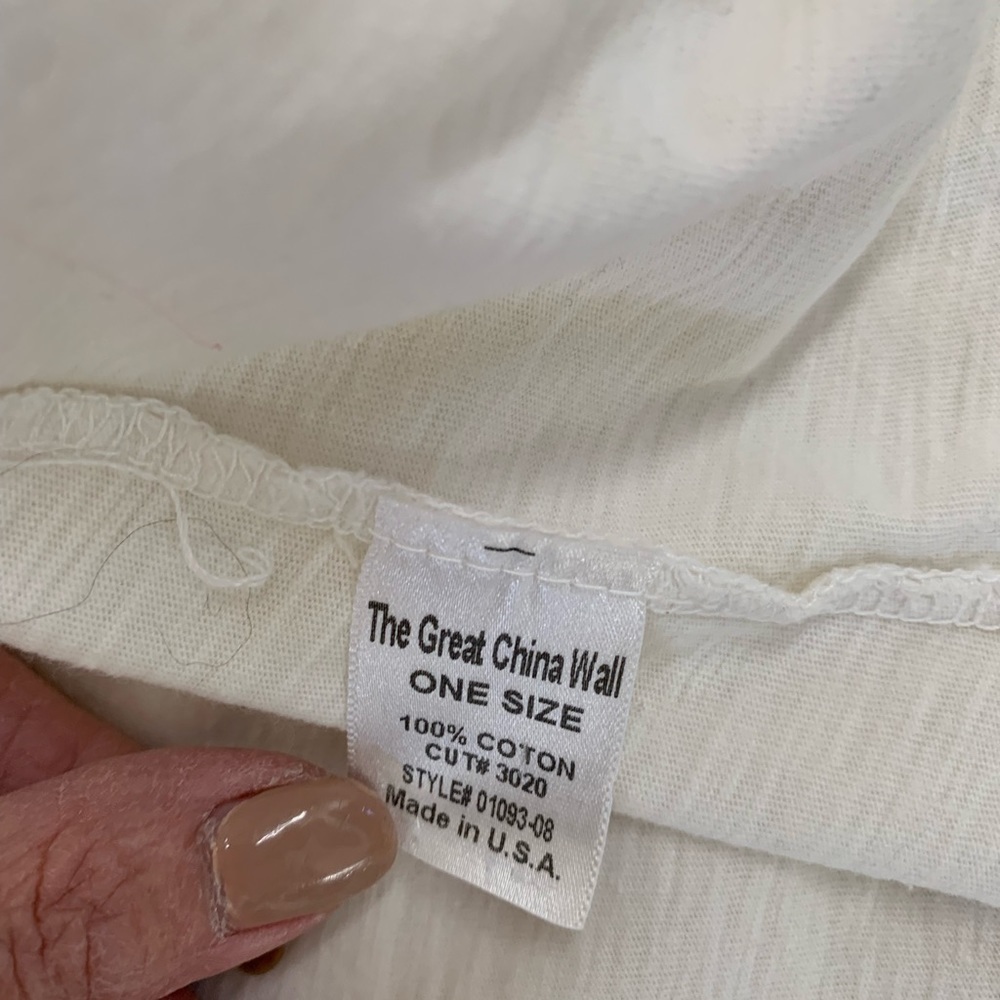 The Great China Wall
ONE SIZE
100% COTON
CUT# 3020
STYLE# 01093-08
Made in U.S.A.